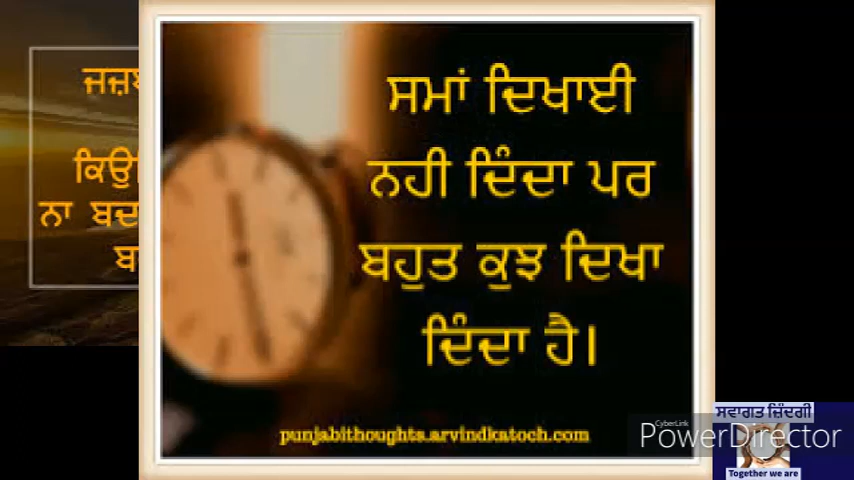 ਸਮਾਂ ਦਿਖਾਈ
ਨਹੀ ਦਿੰਦਾ ਪਰ
ਬਹੁਤ ਕੁਝ ਦਿਖਾ
ਦਿੰਦਾ ਹੈ।
punjabithoughts.arvindkatoch.com
ਨਾ
ਸਵਾਗਤ ਜ਼ਿੰਦਗੀ
CyberLink
PowerDirector
Together we are